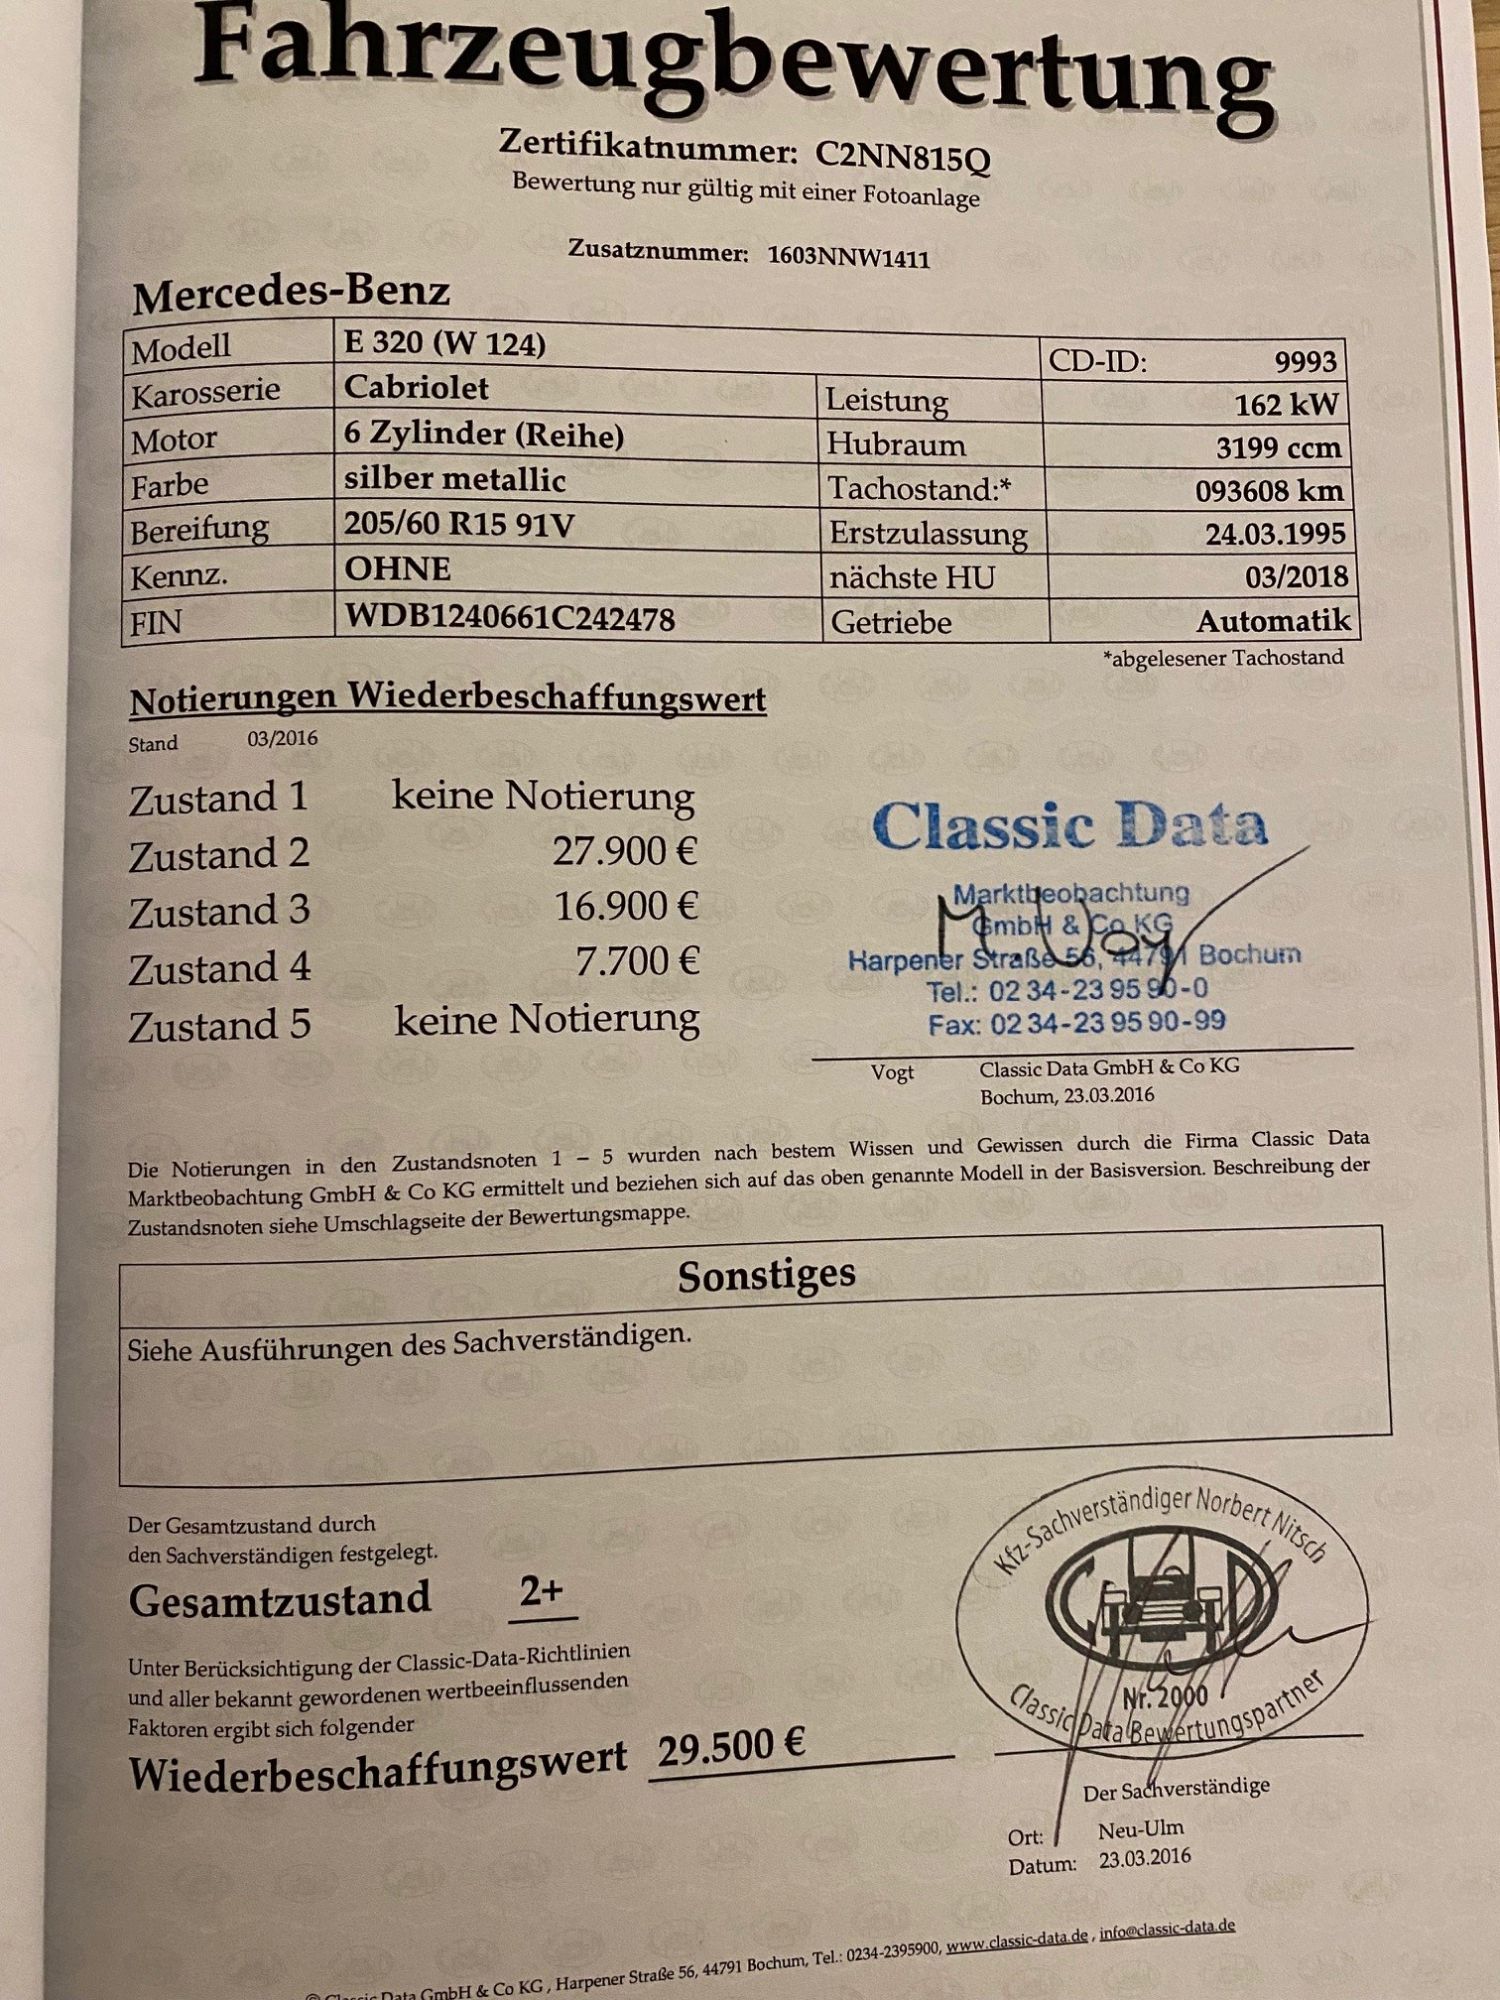 Fahrzeugbewertung
Zertifikatnummer: C2NN815Q
Bewertung nur gültig mit einer Fotoanlage
Zusatznummer: 1603NNW1411
Mercedes-Benz
Modell E 320 (W 124) CD-ID: 9993
Karosserie Cabriolet Leistung 162 kW
Motor 6 Zylinder (Reihe) Hubraum 3199 ccm
Farbe silber metallic Tachostand:* 093608 km
Bereifung 205/60 R15 91V Erstzulassung 24.03.1995
Kennz. OHNE nächste HU 03/2018
FIN WDB1240661C242478 Getriebe Automatik
*abgelesener Tachostand
Notierungen Wiederbeschaffungswert
Stand 03/2016
Zustand 1 keine Notierung
Zustand 2 27.900 €
Zustand 3 16.900 €
Zustand 4 7.700 €
Zustand 5 keine Notierung
Classic Data
Marktbeobachtung
GmbH & Co KG
Harpener Straße 56, 44791 Bochum
Tel.: 02 34-23 95 90-0
Fax: 02 34-23 95 90-99
Vogt Classic Data GmbH & Co KG
Bochum, 23.03.2016
Die Notierungen in den Zustandsnoten 1 – 5 wurden nach bestem Wissen und Gewissen durch die Firma Classic Data
Marktbeobachtung GmbH & Co KG ermittelt und beziehen sich auf das oben genannte Modell in der Basisversion. Beschreibung der
Zustandsnoten siehe Umschlagseite der Bewertungsmappe.
Sonstiges
Siehe Ausführungen des Sachverständigen.
Der Gesamtzustand durch
den Sachverständigen festgelegt.
Gesamtzustand 2+
Unter Berücksichtigung der Classic-Data-Richtlinien
und aller bekannt gewordenen wertbeeinflussenden
Faktoren ergibt sich folgender
Wiederbeschaffungswert 29.500 €
Kfz-Sachverständiger Norbert Nitsch
CD
Nr. 2000
Classic Data Bewertungspartner
Der Sachverständige
Ort: Neu-Ulm
Datum: 23.03.2016
© Classic Data GmbH & Co KG , Harpener Straße 56, 44791 Bochum, Tel.: 0234-2395900, www.classic-data.de , info@classic-data.de